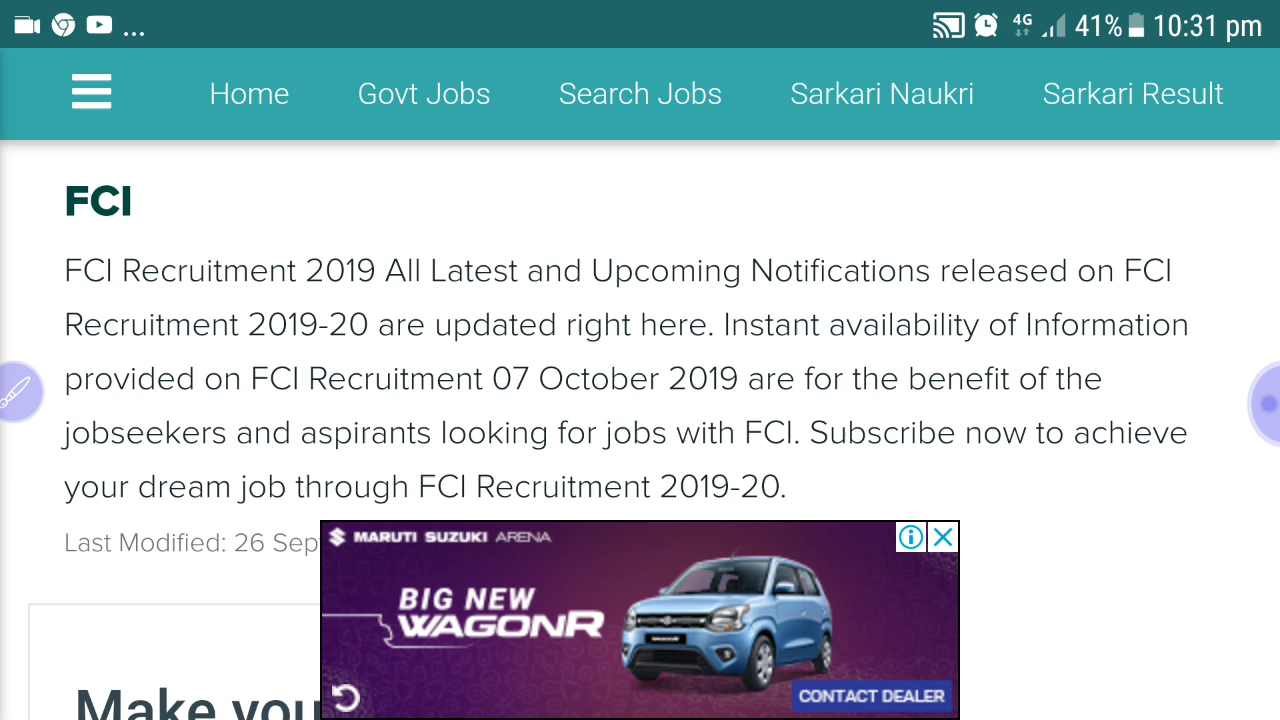 ... 4G 41% 10:31 pm
Home Govt Jobs Search Jobs Sarkari Naukri Sarkari Result
FCI
FCI Recruitment 2019 All Latest and Upcoming Notifications released on FCI
Recruitment 2019-20 are updated right here. Instant availability of Information
provided on FCI Recruitment 07 October 2019 are for the benefit of the
jobseekers and aspirants looking for jobs with FCI. Subscribe now to achieve
your dream job through FCI Recruitment 2019-20.
Last Modified: 26 Sep
MARUTI SUZUKI ARENA
BIG NEW
WAGONR
CONTACT DEALER
Make you